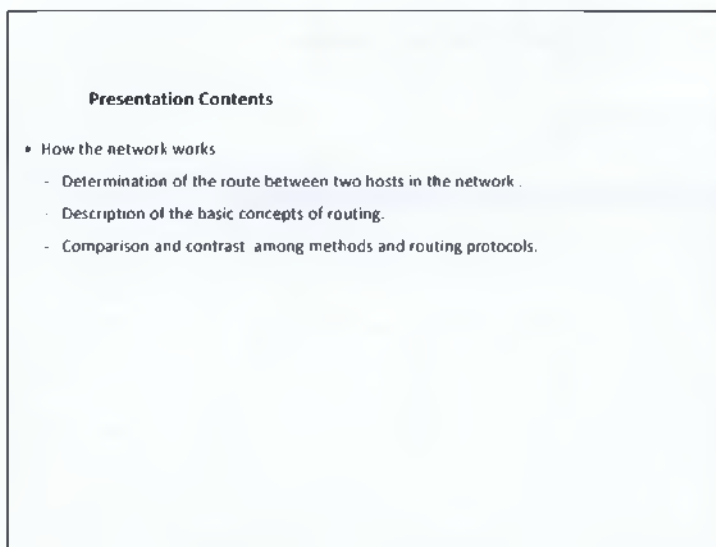 Presentation Contents
• How the network works
- Determination of the route between two hosts in the network .
- Description of the basic concepts of routing.
- Comparison and contrast among methods and routing protocols.